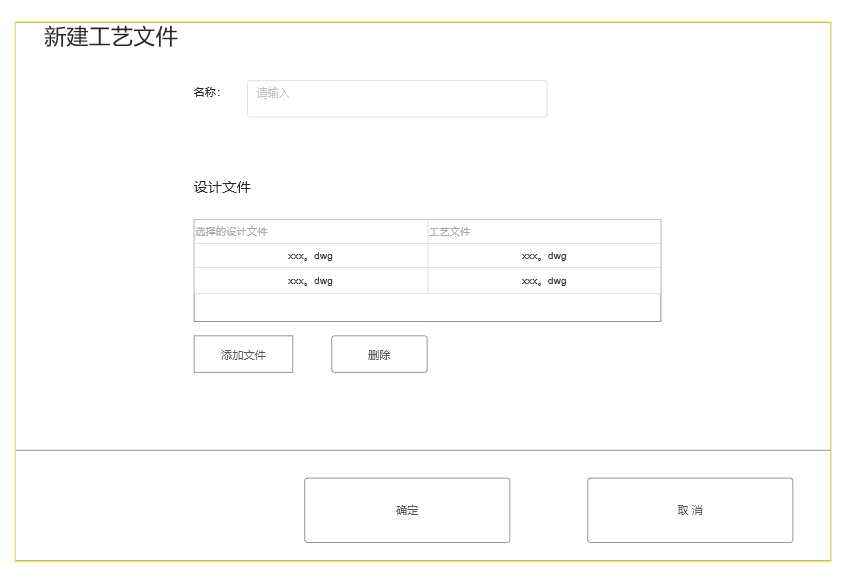 新建工艺文件
名称：
请输入
设计文件
选择的设计文件 工艺文件
xxx。dwg xxx。dwg
xxx。dwg xxx。dwg
添加文件 删除
确定 取 消